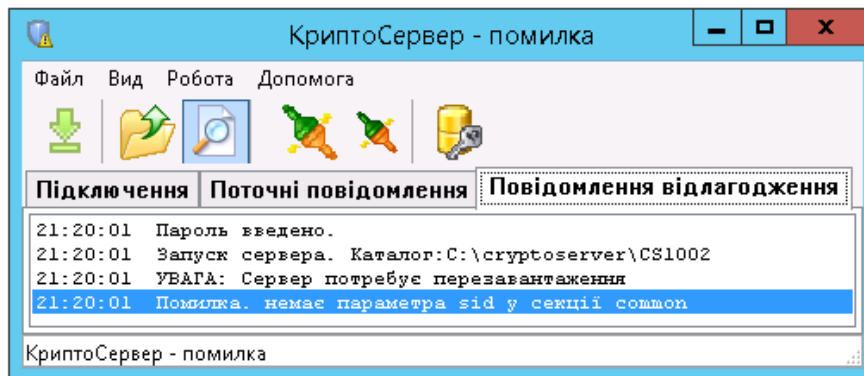 КриптоСервер - помилка
Файл Вид Робота Допомога
Підключення Поточні повідомлення Повідомлення відлагодження
21:20:01 Пароль введено.
21:20:01 Запуск сервера. Каталог:C:\cryptoserver\CS1002
21:20:01 УВАГА: Сервер потребує перезавантаження
21:20:01 Помилка. немає параметра sid у секції common
КриптоСервер - помилка